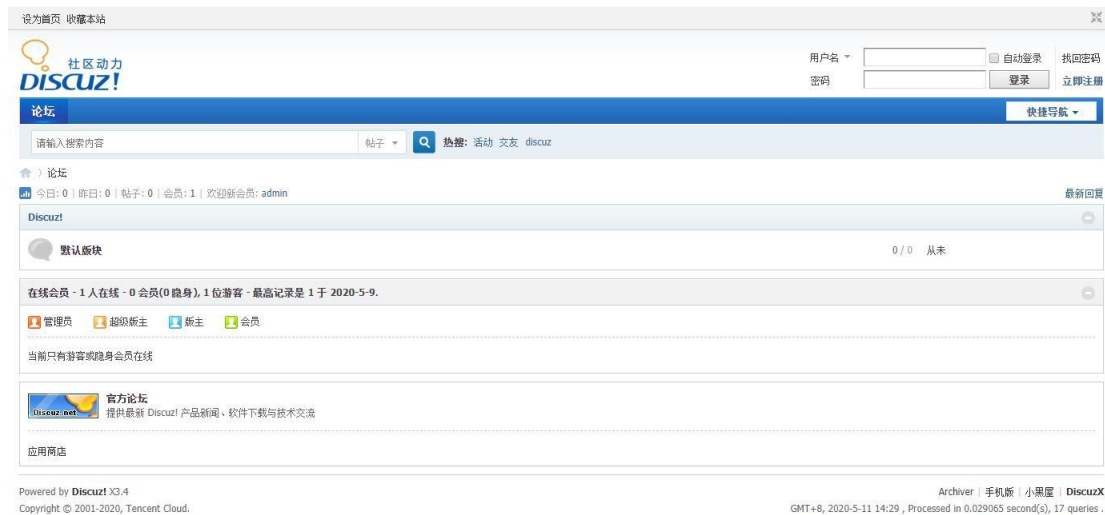 设为首页 收藏本站
社区动力
DISCUZ!
用户名 自动登录 找回密码
密码 登录 立即注册
论坛 快捷导航
请输入搜索内容 帖子 热搜: 活动 交友 discuz
论坛
今日: 0 | 昨日: 0 | 帖子: 0 | 会员: 1 | 欢迎新会员: admin 最新回复
Discuz!
默认版块 0 / 0 从未
在线会员 - 1 人在线 - 0 会员(0 隐身), 1 位游客 - 最高记录是 1 于 2020-5-9.
管理员 超级版主 版主 会员
当前只有游客或隐身会员在线
Discuz.net
官方论坛
提供最新 Discuz! 产品新闻、软件下载与技术交流
应用商店
Powered by Discuz! X3.4 Archiver | 手机版 | 小黑屋 | DiscuzX
Copyright © 2001-2020, Tencent Cloud. GMT+8, 2020-5-11 14:29 , Processed in 0.029065 second(s), 17 queries .